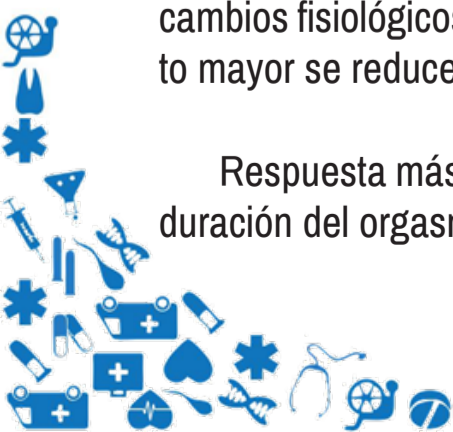 cambios fisiológicos
to mayor se reduce
Respuesta más
duración del orgasm